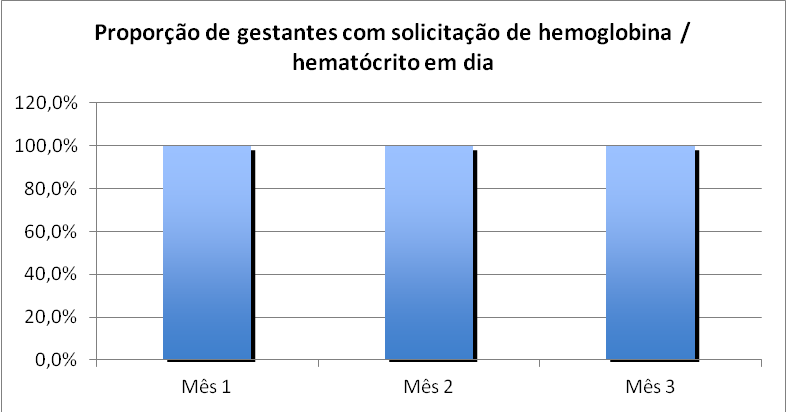 Proporção de gestantes com solicitação de hemoglobina /
hematócrito em dia
120,0%
100,0%
80,0%
60,0%
40,0%
20,0%
0,0%
Mês 1
Mês 2
Mês 3